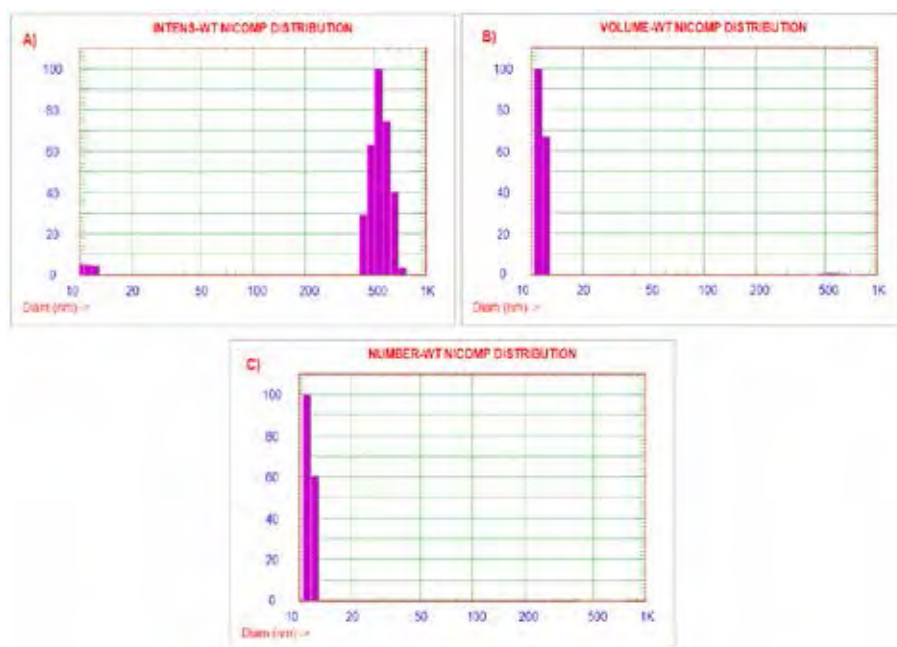 A)
INTENS-WT NICOMP DISTRIBUTION
100
80
60
40
20
0
10 20 50 100 200 500 1K
Diam (nm) ->
B)
VOLUME-WT NICOMP DISTRIBUTION
100
80
60
40
20
0
10 20 50 100 200 500 1K
Diam (nm) ->
C)
NUMBER-WT NICOMP DISTRIBUTION
100
80
60
40
20
0
10 20 50 100 200 500 1K
Diam (nm) ->